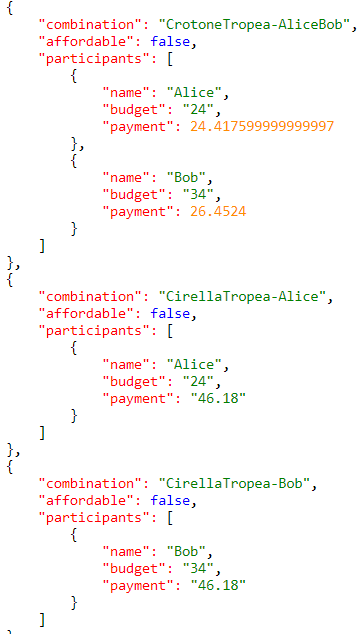 {
    "combination": "CrotoneTropea-AliceBob",
    "affordable": false,
    "participants": [
        {
            "name": "Alice",
            "budget": "24",
            "payment": 24.417599999999997
        },
        {
            "name": "Bob",
            "budget": "34",
            "payment": 26.4524
        }
    ]
},
{
    "combination": "CirellaTropea-Alice",
    "affordable": false,
    "participants": [
        {
            "name": "Alice",
            "budget": "24",
            "payment": "46.18"
        }
    ]
},
{
    "combination": "CirellaTropea-Bob",
    "affordable": false,
    "participants": [
        {
            "name": "Bob",
            "budget": "34",
            "payment": "46.18"
        }
    ]
}